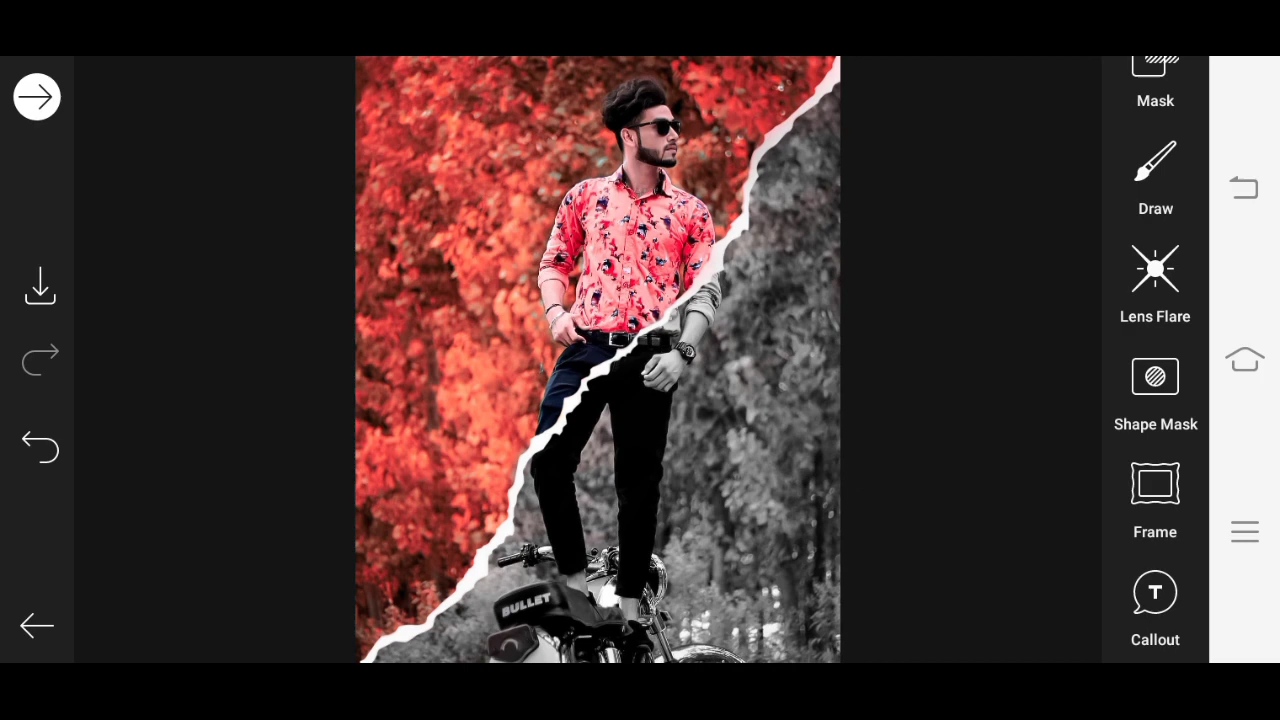 Mask
Draw
Lens Flare
Shape Mask
Frame
T
Callout
BULLET